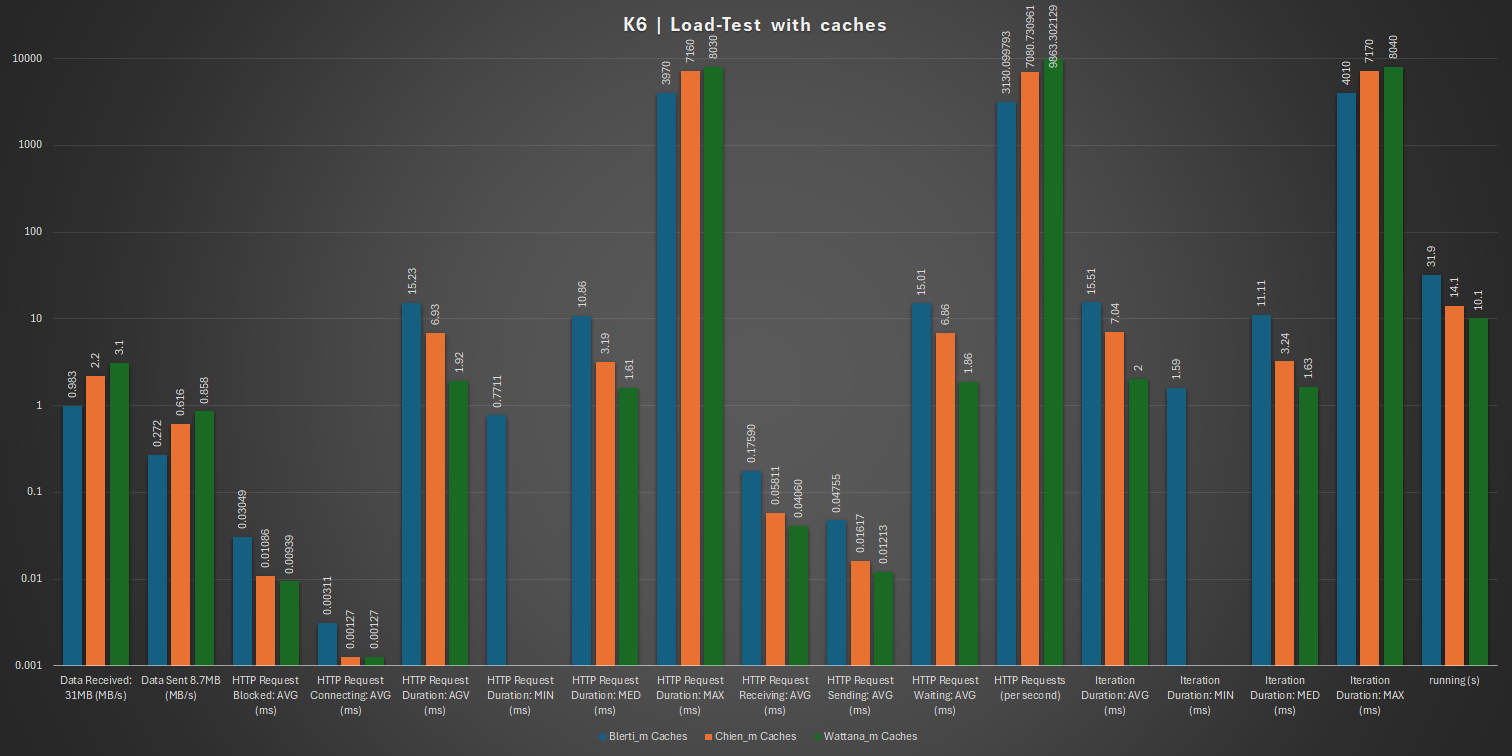 K6 | Load-Test with caches
10000
1000
100
10
1
0.1
0.01
0.001
0.983
2.2
3.1
0.272
0.616
0.858
0.03049
0.01086
0.00939
0.00311
0.00127
0.00127
15.23
6.93
1.92
0.7711
10.86
3.19
1.61
3970
7160
8030
0.17590
0.05811
0.04060
0.04755
0.01617
0.01213
15.01
6.86
1.86
3130.099793
7080.730961
9863.302129
15.51
7.04
2
1.59
11.11
3.24
1.63
4010
7170
8040
31.9
14.1
10.1
Data Received:
31MB (MB/s)
Data Sent 8.7MB
(MB/s)
HTTP Request
Blocked: AVG
(ms)
HTTP Request
Connecting: AVG
(ms)
HTTP Request
Duration: AGV
(ms)
HTTP Request
Duration: MIN
(ms)
HTTP Request
Duration: MED
(ms)
HTTP Request
Duration: MAX
(ms)
HTTP Request
Receiving: AVG
(ms)
HTTP Request
Sending: AVG
(ms)
HTTP Request
Waiting: AVG
(ms)
HTTP Requests
(per second)
Iteration
Duration: AVG
(ms)
Iteration
Duration: MIN
(ms)
Iteration
Duration: MED
(ms)
Iteration
Duration: MAX
(ms)
running (s)
Blerti_m Caches
Chien_m Caches
Wattana_m Caches